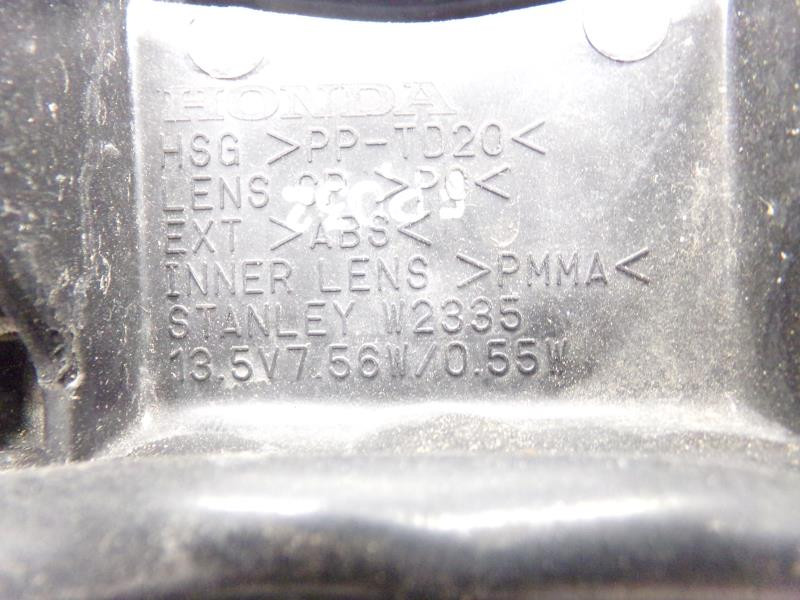 HONDA
HSG >PP-TD20<
LENS >PC<
EXT >ABS<
INNER LENS >PMMA<
STANLEY W2335
13.5V7.56W/0.55W